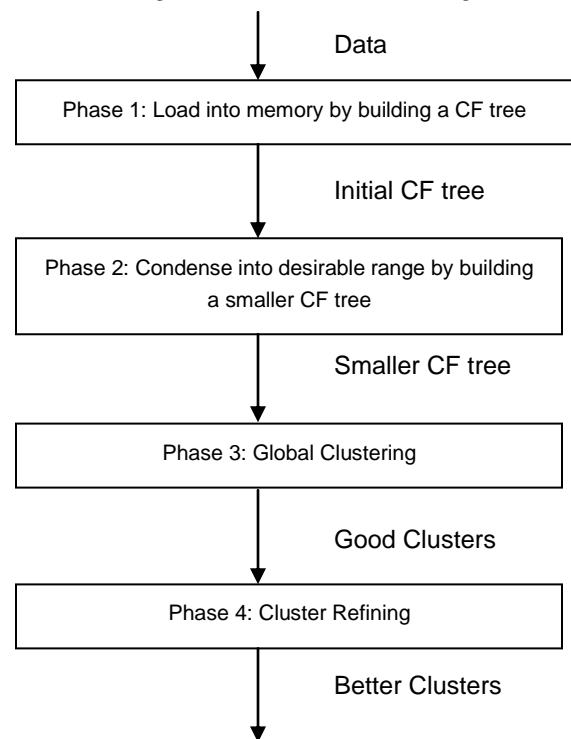 Data
Phase 1: Load into memory by building a CF tree
Initial CF tree
Phase 2: Condense into desirable range by building
a smaller CF tree
Smaller CF tree
Phase 3: Global Clustering
Good Clusters
Phase 4: Cluster Refining
Better Clusters